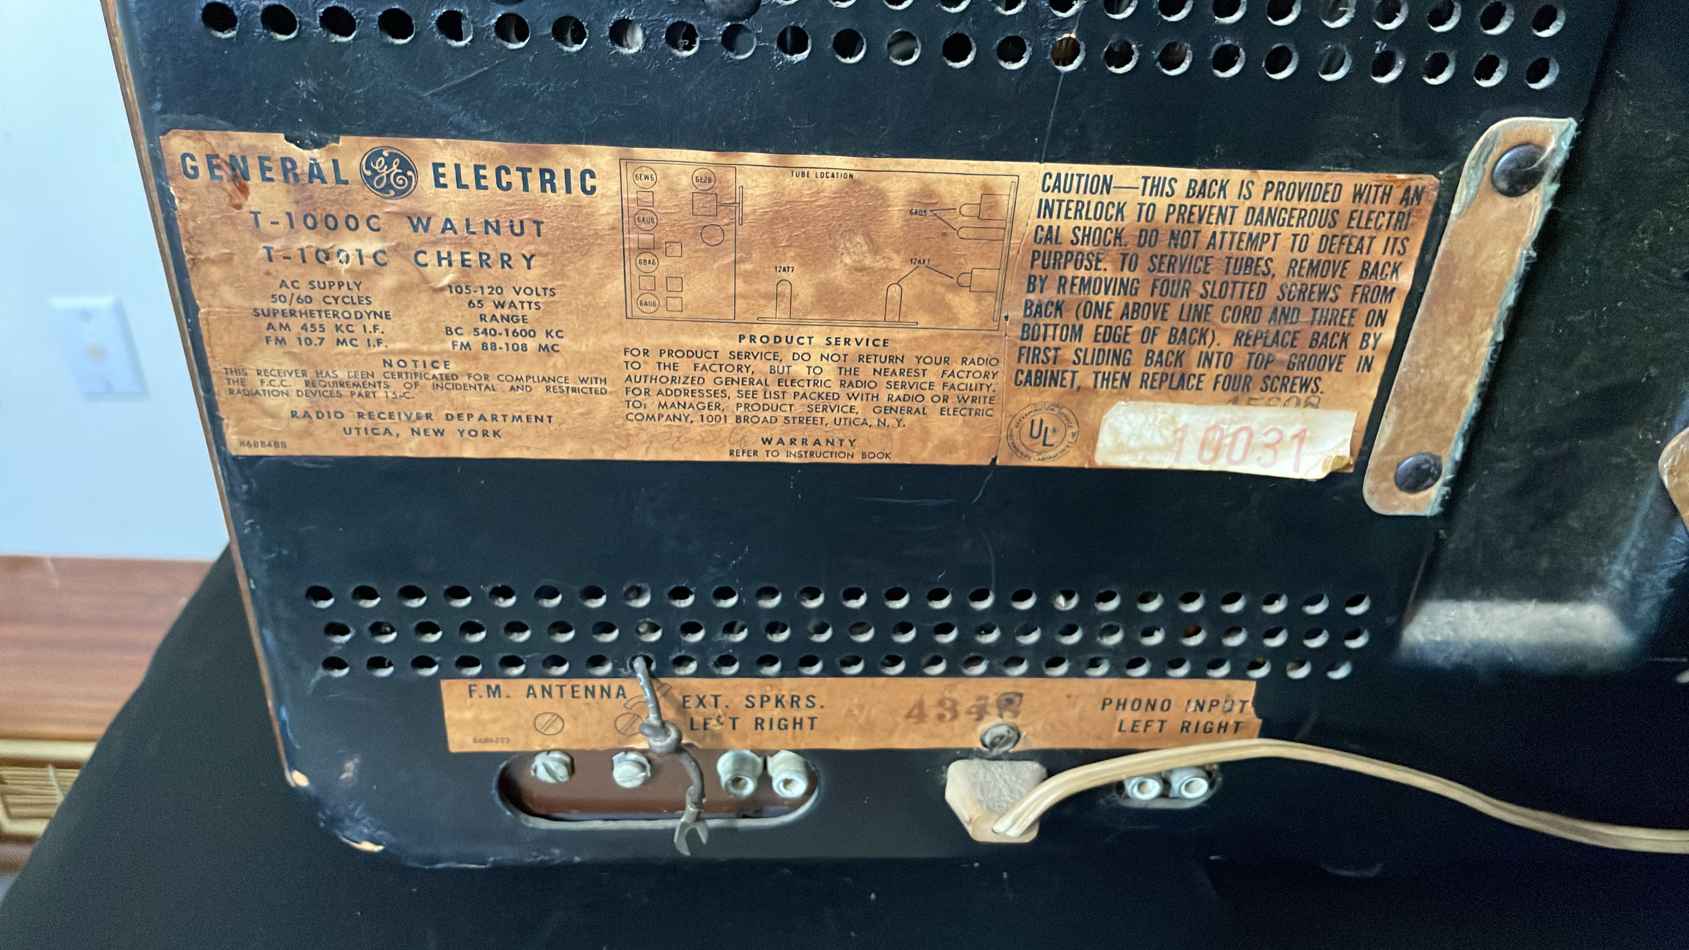 GENERAL GE ELECTRIC
T-1000C WALNUT
T-1001C CHERRY
AC SUPPLY
50/60 CYCLES
SUPERHETERODYNE
AM 455 KC I.F.
FM 10.7 MC I.F.
105-120 VOLTS
65 WATTS
RANGE
BC 540-1600 KC
FM 88-108 MC
NOTICE
THIS RECEIVER HAS BEEN CERTIFICATED FOR COMPLIANCE WITH
THE F.C.C. REQUIREMENTS OF INCIDENTAL AND RESTRICTED
RADIATION DEVICES PART 15-C.
RADIO RECEIVER DEPARTMENT
UTICA, NEW YORK
TUBE LOCATION
6EW6
6AU6
6BA6
6AU6
12AT7
PRODUCT SERVICE
FOR PRODUCT SERVICE, DO NOT RETURN YOUR RADIO
TO THE FACTORY, BUT TO THE NEAREST FACTORY
AUTHORIZED GENERAL ELECTRIC RADIO SERVICE FACILITY.
FOR ADDRESSES, SEE LIST PACKED WITH RADIO OR WRITE
TO: MANAGER, PRODUCT SERVICE, GENERAL ELECTRIC
COMPANY, 1001 BROAD STREET, UTICA, N. Y.
WARRANTY
REFER TO INSTRUCTION BOOK
CAUTION—THIS BACK IS PROVIDED WITH AN
INTERLOCK TO PREVENT DANGEROUS ELECTRI-
CAL SHOCK. DO NOT ATTEMPT TO DEFEAT ITS
PURPOSE. TO SERVICE TUBES, REMOVE BACK
BY REMOVING FOUR SLOTTED SCREWS FROM
BACK (ONE ABOVE LINE CORD AND THREE ON
BOTTOM EDGE OF BACK). REPLACE BACK BY
FIRST SLIDING BACK INTO TOP GROOVE IN
CABINET, THEN REPLACE FOUR SCREWS.
UL
10031
F.M. ANTENNA
EXT. SPKRS.
LEFT RIGHT
PHONO INPUT
LEFT RIGHT